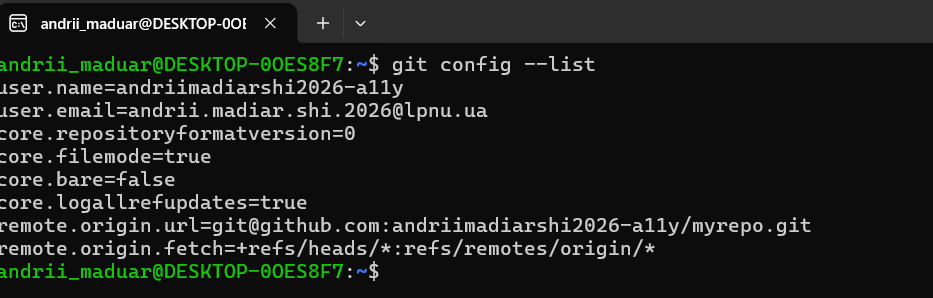 andrii_maduar@DESKTOP-0OE
andrii_maduar@DESKTOP-0OES8F7:~$ git config --list
user.name=andriimadiarshi2026-a11y
user.email=andrii.madiar.shi.2026@lpnu.ua
core.repositoryformatversion=0
core.filemode=true
core.bare=false
core.logallrefupdates=true
remote.origin.url=git@github.com:andriimadiarshi2026-a11y/myrepo.git
remote.origin.fetch=+refs/heads/*:refs/remotes/origin/*
andrii_maduar@DESKTOP-0OES8F7:~$